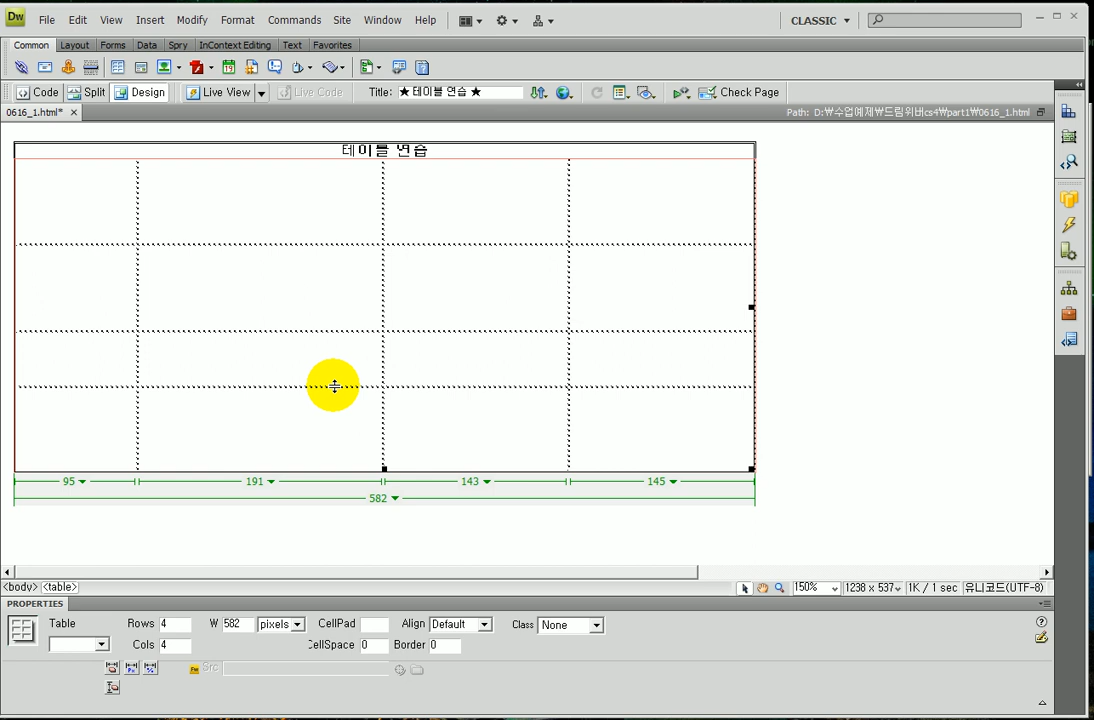 Dw File Edit View Insert Modify Format Commands Site Window Help CLASSIC
Common Layout Forms Data Spry InContext Editing Text Favorites
Code Split Design Live View Live Code Title: ★ 테이블 연습 ★ Check Page
0616_1.html* Path: D:₩수업예제₩드림위버cs4₩part1₩0616_1.html
테이블 연습
95 191 143 145
582
<body> <table> 150% 1238 x 537 1K / 1 sec 유니코드(UTF-8)
PROPERTIES
Table Rows 4 W 582 pixels CellPad Align Default Class None
Cols 4 CellSpace 0 Border 0
Src